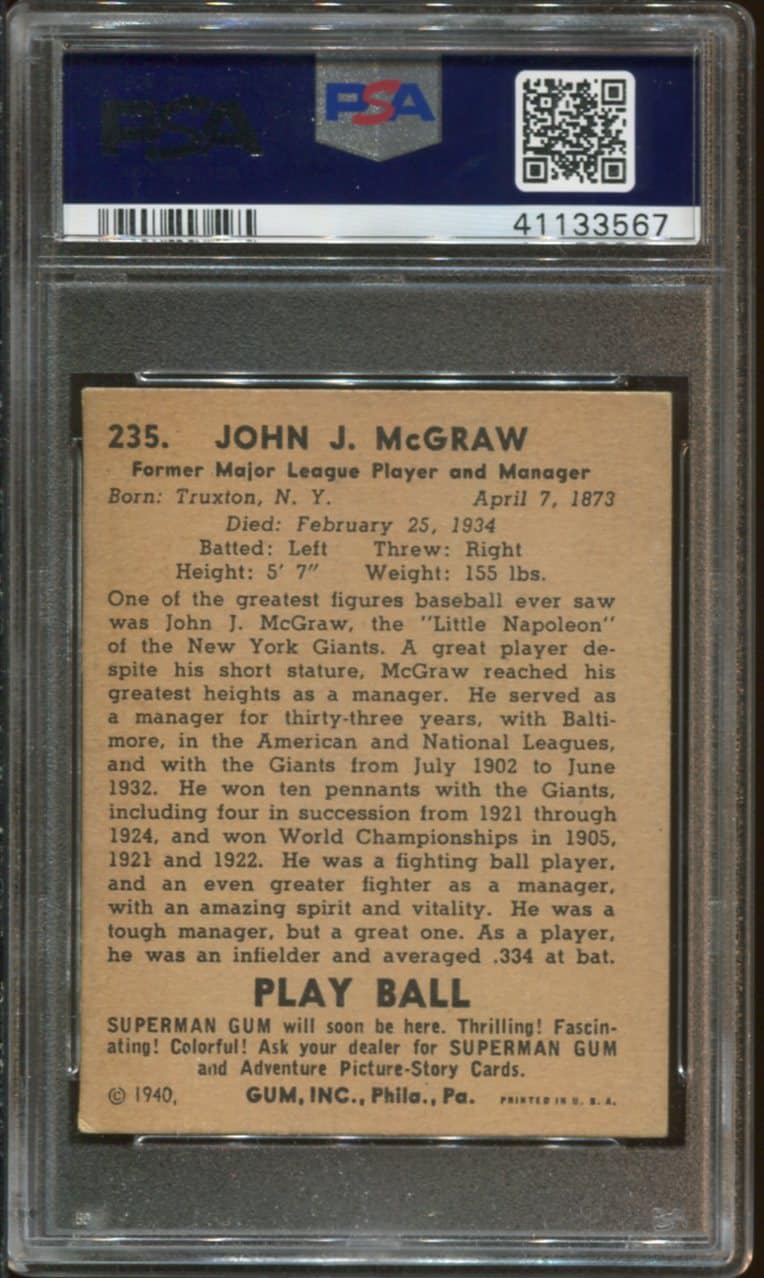 PSA
PSA
41133567
235. JOHN J. McGRAW
Former Major League Player and Manager
Born: Truxton, N. Y. April 7, 1873
Died: February 25, 1934
Batted: Left Threw: Right
Height: 5' 7" Weight: 155 lbs.
One of the greatest figures baseball ever saw
was John J. McGraw, the "Little Napoleon"
of the New York Giants. A great player de-
spite his short stature, McGraw reached his
greatest heights as a manager. He served as
a manager for thirty-three years, with Balti-
more, in the American and National Leagues,
and with the Giants from July 1902 to June
1932. He won ten pennants with the Giants,
including four in succession from 1921 through
1924, and won World Championships in 1905,
1921 and 1922. He was a fighting ball player,
and an even greater fighter as a manager,
with an amazing spirit and vitality. He was a
tough manager, but a great one. As a player,
he was an infielder and averaged .334 at bat.
PLAY BALL
SUPERMAN GUM will soon be here. Thrilling! Fascin-
ating! Colorful! Ask your dealer for SUPERMAN GUM
and Adventure Picture-Story Cards.
© 1940, GUM, INC., Phila., Pa. PRINTED IN U. S. A.